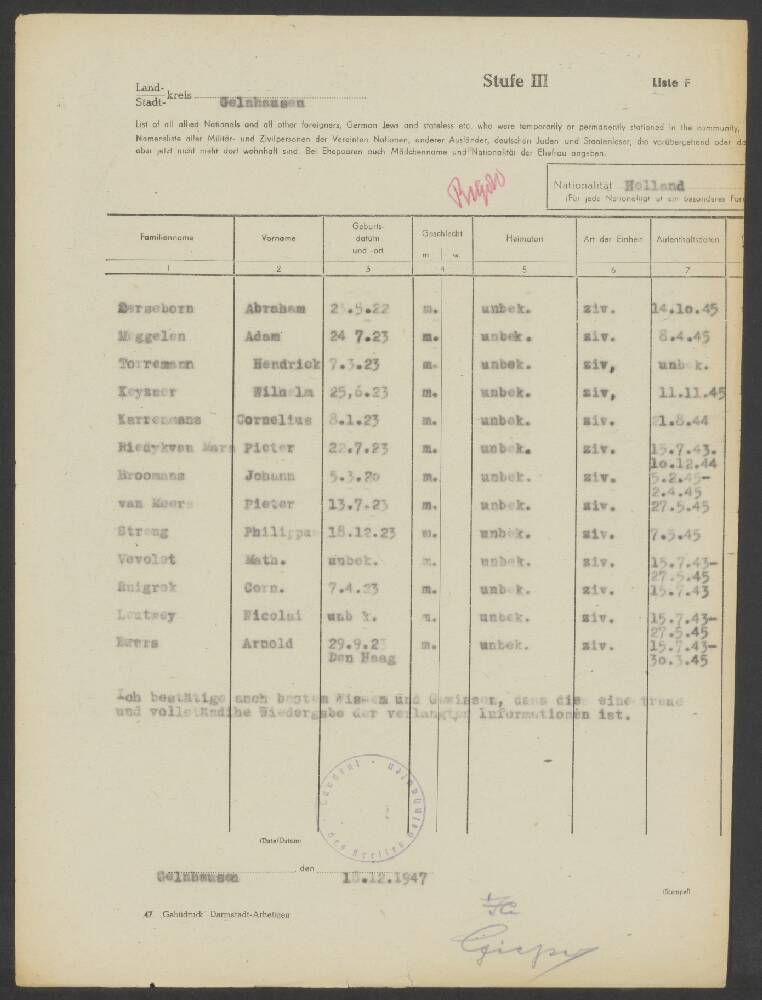 Stufe III
Liste F
Land-
Stadt- kreis Gelnhausen
List of all allied Nationals and all other foreigners, German Jews and stateless etc. who were temporarily or permanently stationed in the community,
Namensliste aller Militär- und Zivilpersonen der Vereinten Nationen, anderer Ausländer, deutschen Juden und Staatenloser, die vorübergehend oder da
aber jetzt nicht mehr dort wohnhaft sind. Bei Ehepaaren auch Mädchenname und Nationalität der Ehefrau angeben.
Nationalität Holland
(Für jede Nationalität ist ein besonderes For
Familienname Vorname Geburts-datum und -ort Geschlecht m w. Heimatort Art der Einheit Aufenthaltsdaten
1 2 3 4 5 6 7
Abraham m. unbek. ziv. 14.10.45
Adam 24 7.23 m. unbek. ziv. 8.4.45
Hendrick 7.3.23 m. unbek. ziv, unbek.
Keyzner Wilhelm 25,6.23 m. unbek. ziv, 11.11.45
Cornelius 8.1.23 m. unbek. ziv. 21.8.44
Pieter 22.7.23 m. unbek. ziv. 15.7.43.
10.12.44
Broomans Johann 5.3.20 m. unbek. ziv. 5.2.45-
2.4.45
van Meers Pieter 13.7.23 m. unbek. ziv. 27.5.45
Streng 18.12.23 m. unbek. ziv. 7.5.45
Vevolet Math. unbek. m. unbek. ziv. 15.7.43-
27.5.45
Ruigrok Corn. 7.4.23 m. unbek. ziv. 15.7.43
Nicolai unbek. m. unbek. ziv. 15.7.43-
27.5.45
Ewers Arnold 29.9.23 m. unbek. ziv. 15.7.43-
Den Haag 30.3.45
Ich bestätige nach bestem Wissen und Gewissen, dass dies eine treue
und vollständihe Wiedergabe der verlangten Informationen ist.
(Date/Datum)
Gelnhausen, den 18.12.1947
(Stempel)
47 „Gebüdruck" Darmstadt-Arheilgen